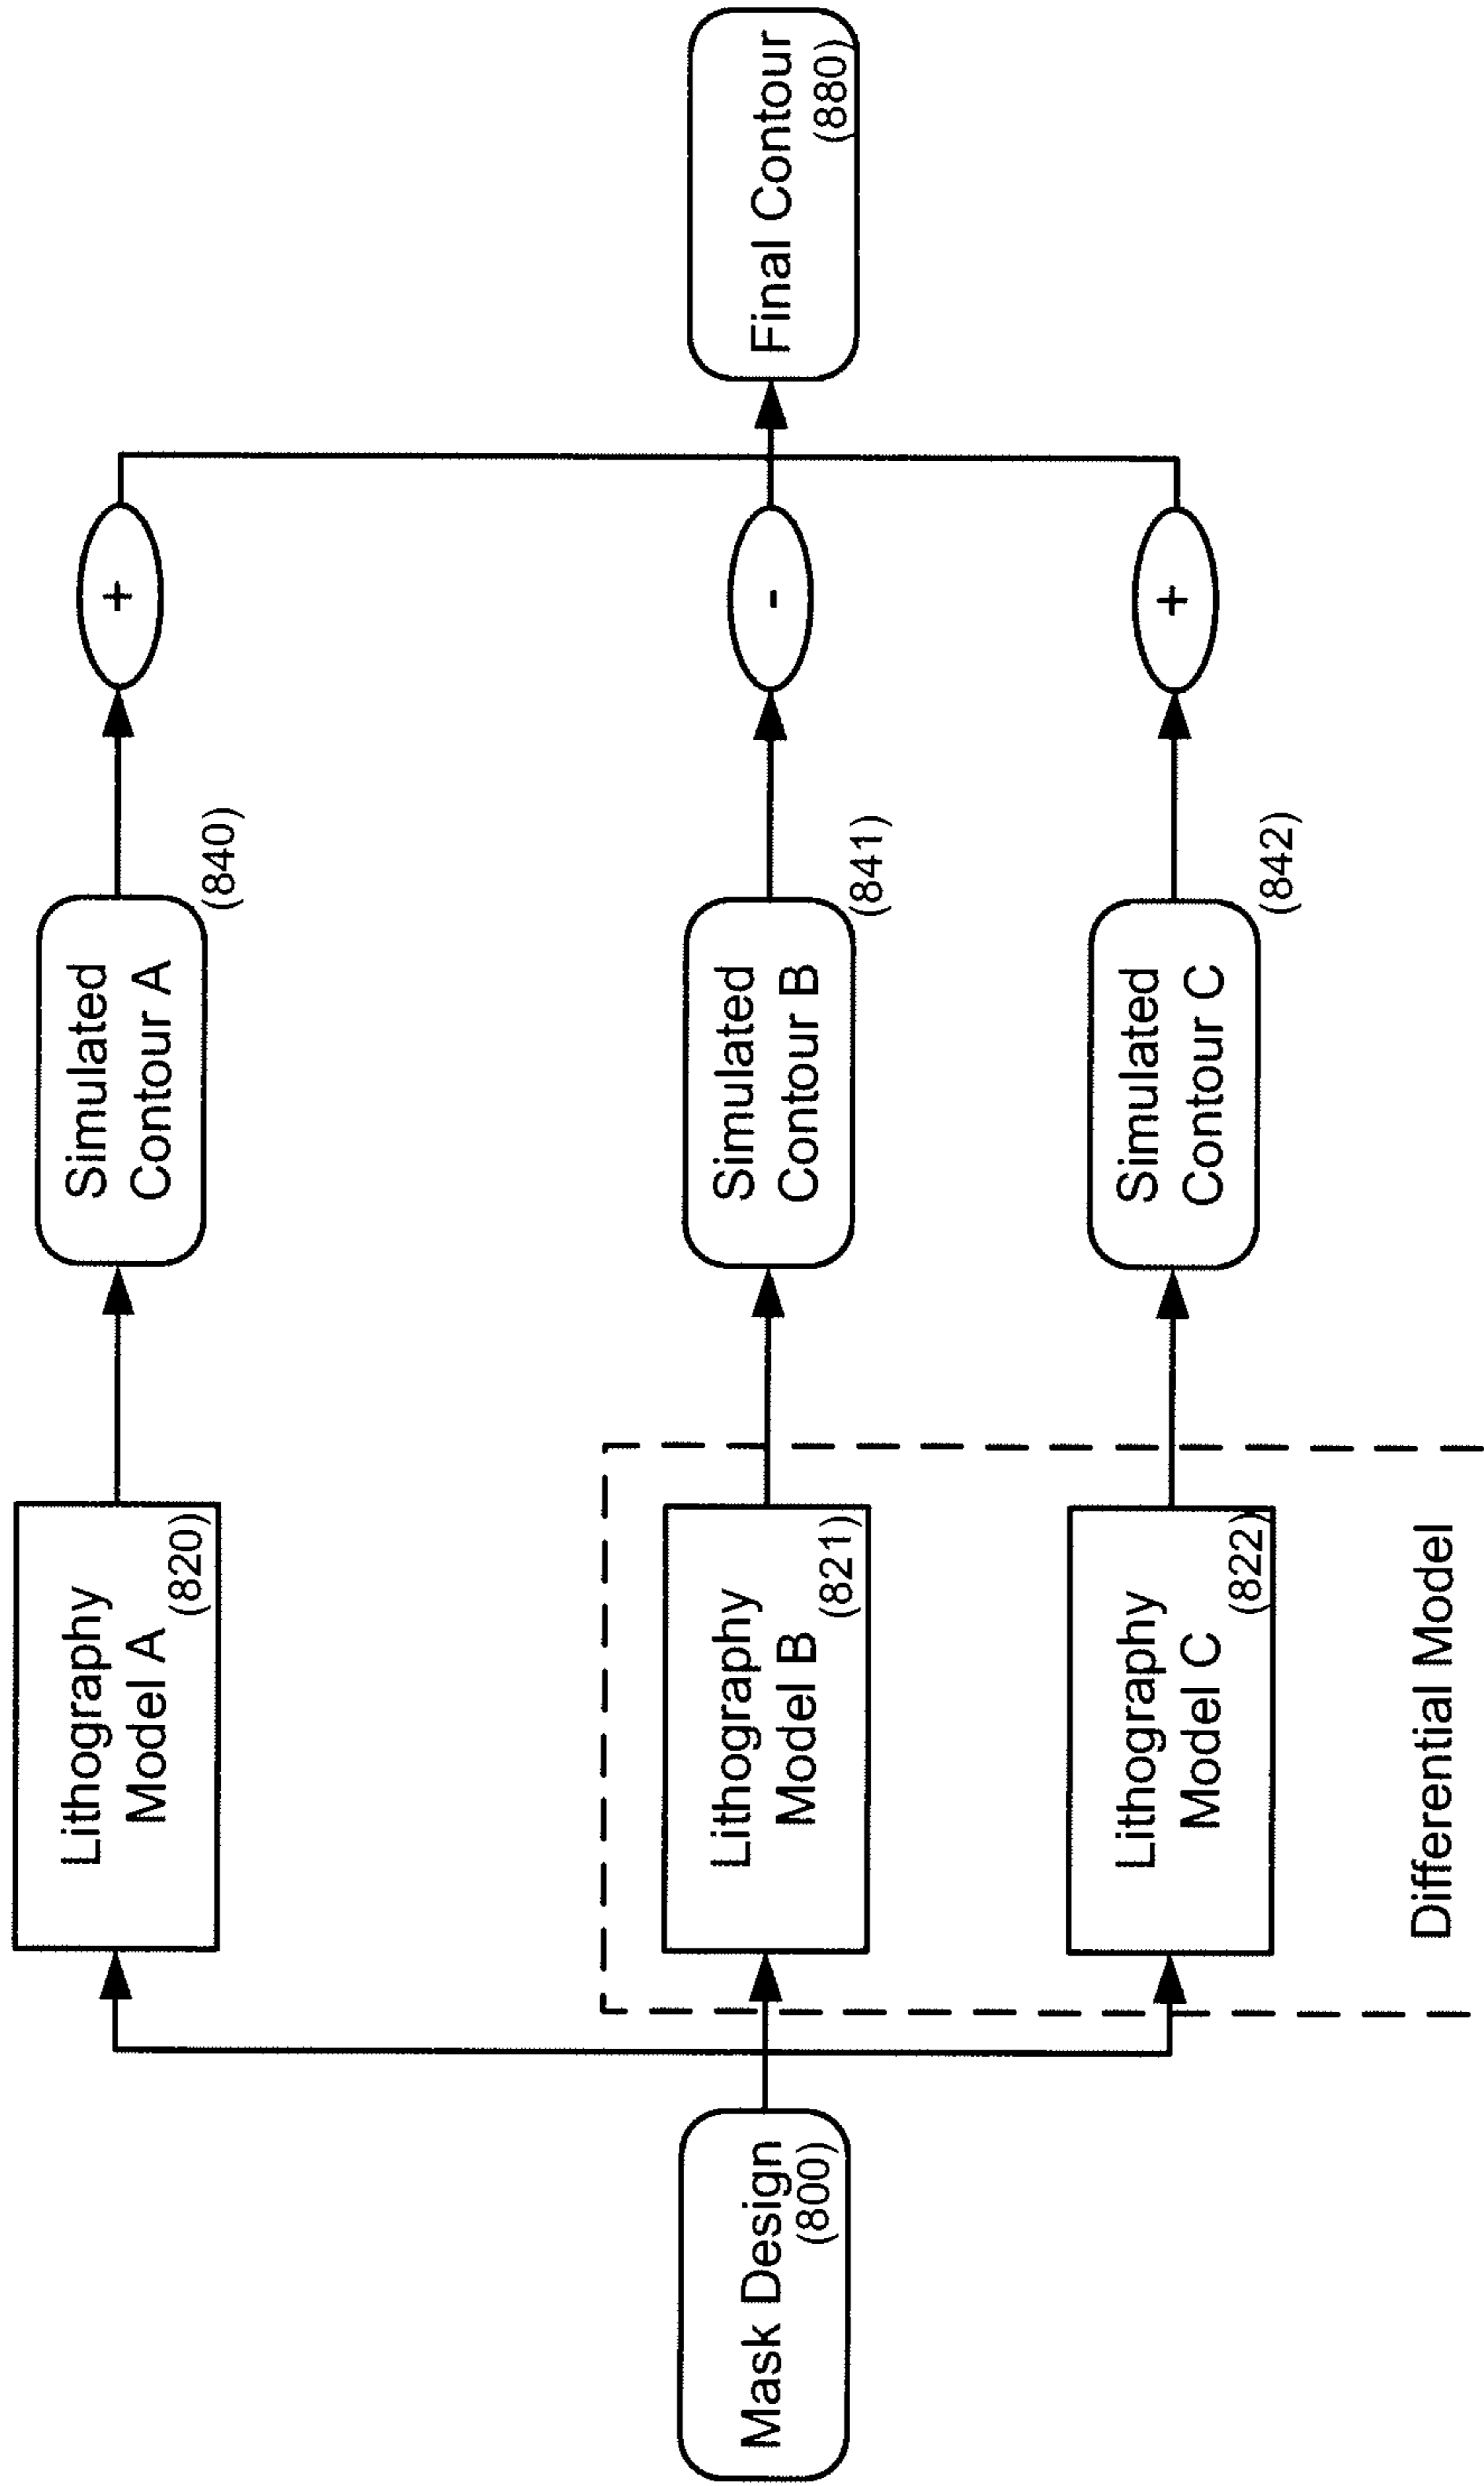 Mask Design
(800)
Lithography
Model A
(820)
Lithography
Model B
(821)
Lithography
Model C
(822)
Differential Model
Simulated
Contour A
(840)
Simulated
Contour B
(841)
Simulated
Contour C
(842)
+
-
+
Final Contour
(880)